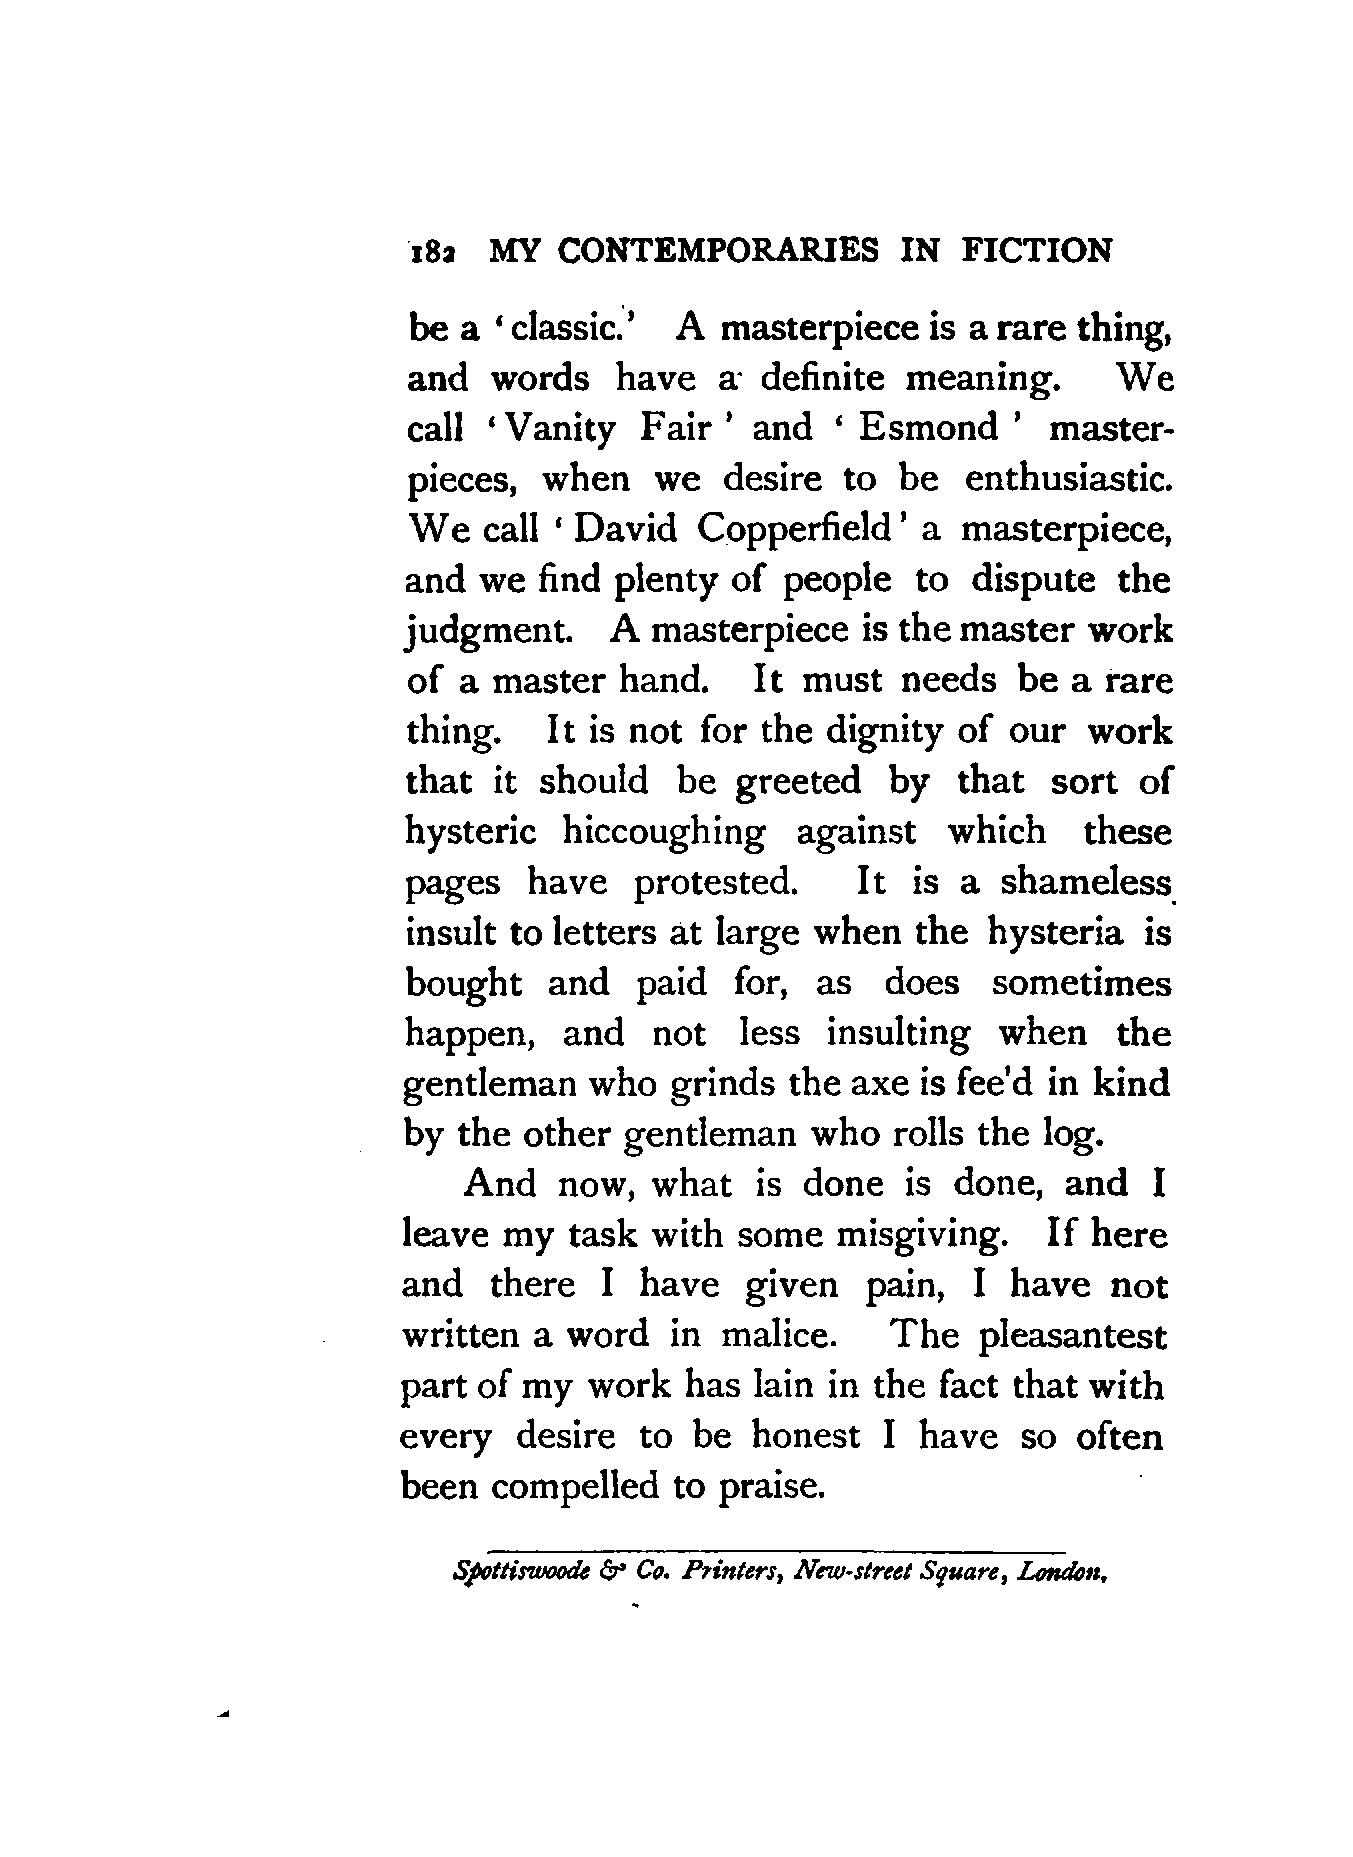 182 MY CONTEMPORARIES IN FICTION
be a ‘classic.’ A masterpiece is a rare thing,
and words have a definite meaning. We
call ‘Vanity Fair’ and ‘Esmond’ master-
pieces, when we desire to be enthusiastic.
We call ‘David Copperfield’ a masterpiece,
and we find plenty of people to dispute the
judgment. A masterpiece is the master work
of a master hand. It must needs be a rare
thing. It is not for the dignity of our work
that it should be greeted by that sort of
hysteric hiccoughing against which these
pages have protested. It is a shameless
insult to letters at large when the hysteria is
bought and paid for, as does sometimes
happen, and not less insulting when the
gentleman who grinds the axe is fee'd in kind
by the other gentleman who rolls the log.
And now, what is done is done, and I
leave my task with some misgiving. If here
and there I have given pain, I have not
written a word in malice. The pleasantest
part of my work has lain in the fact that with
every desire to be honest I have so often
been compelled to praise.
Spottiswoode & Co. Printers, New-street Square, London.